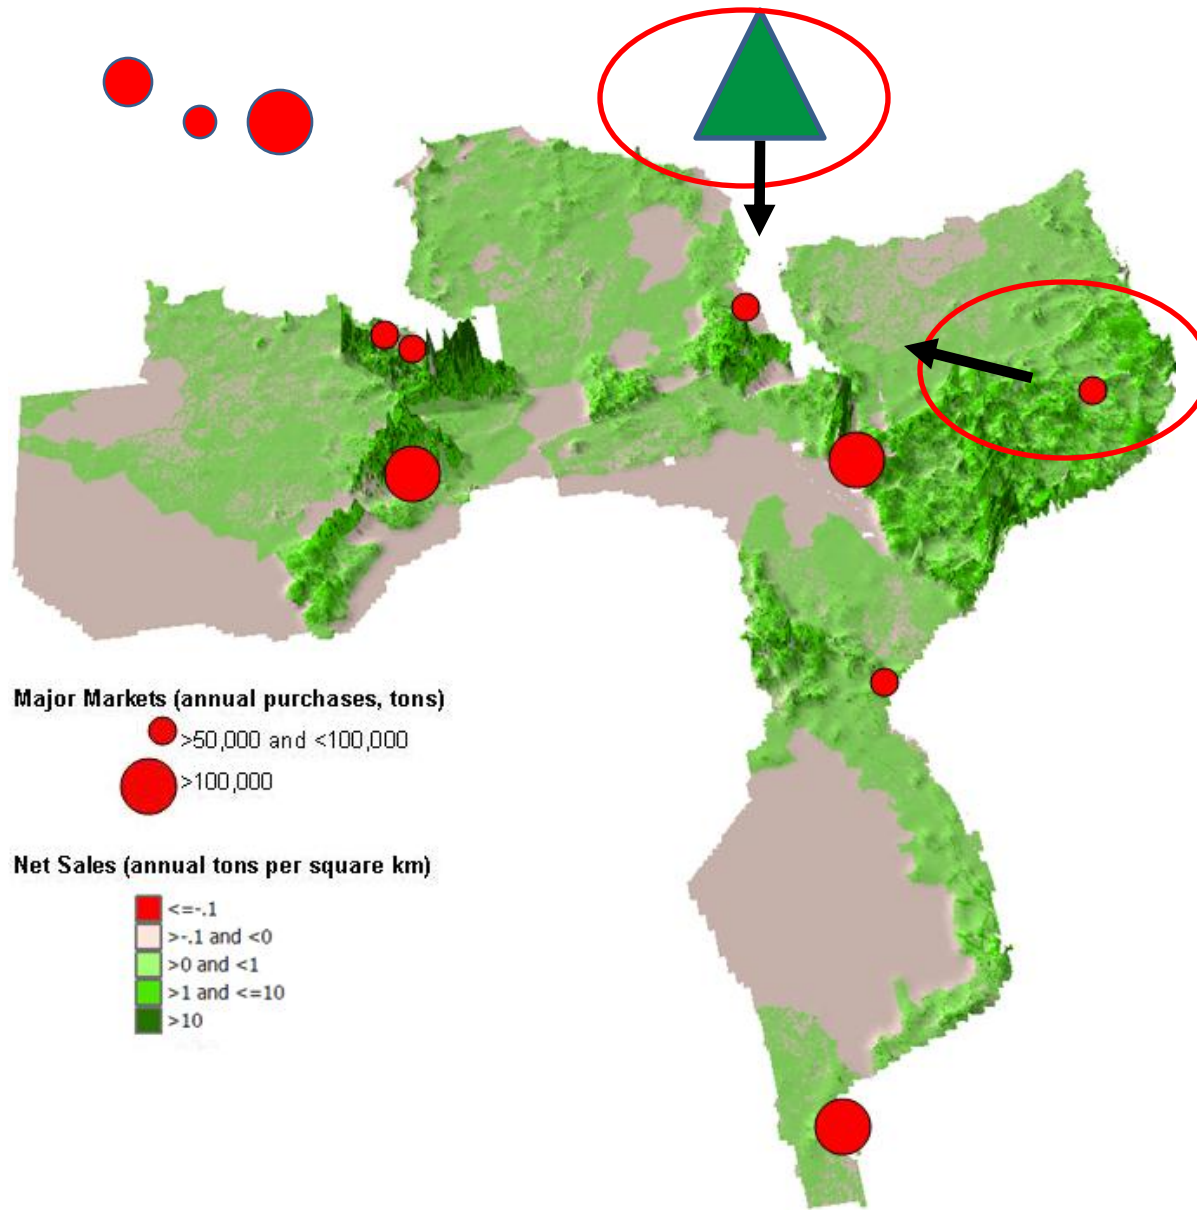 Major Markets (annual purchases, tons)
>50,000 and <100,000
>100,000
Net Sales (annual tons per square km)
<=-.1
>-.1 and <0
>0 and <1
>1 and <=10
>10